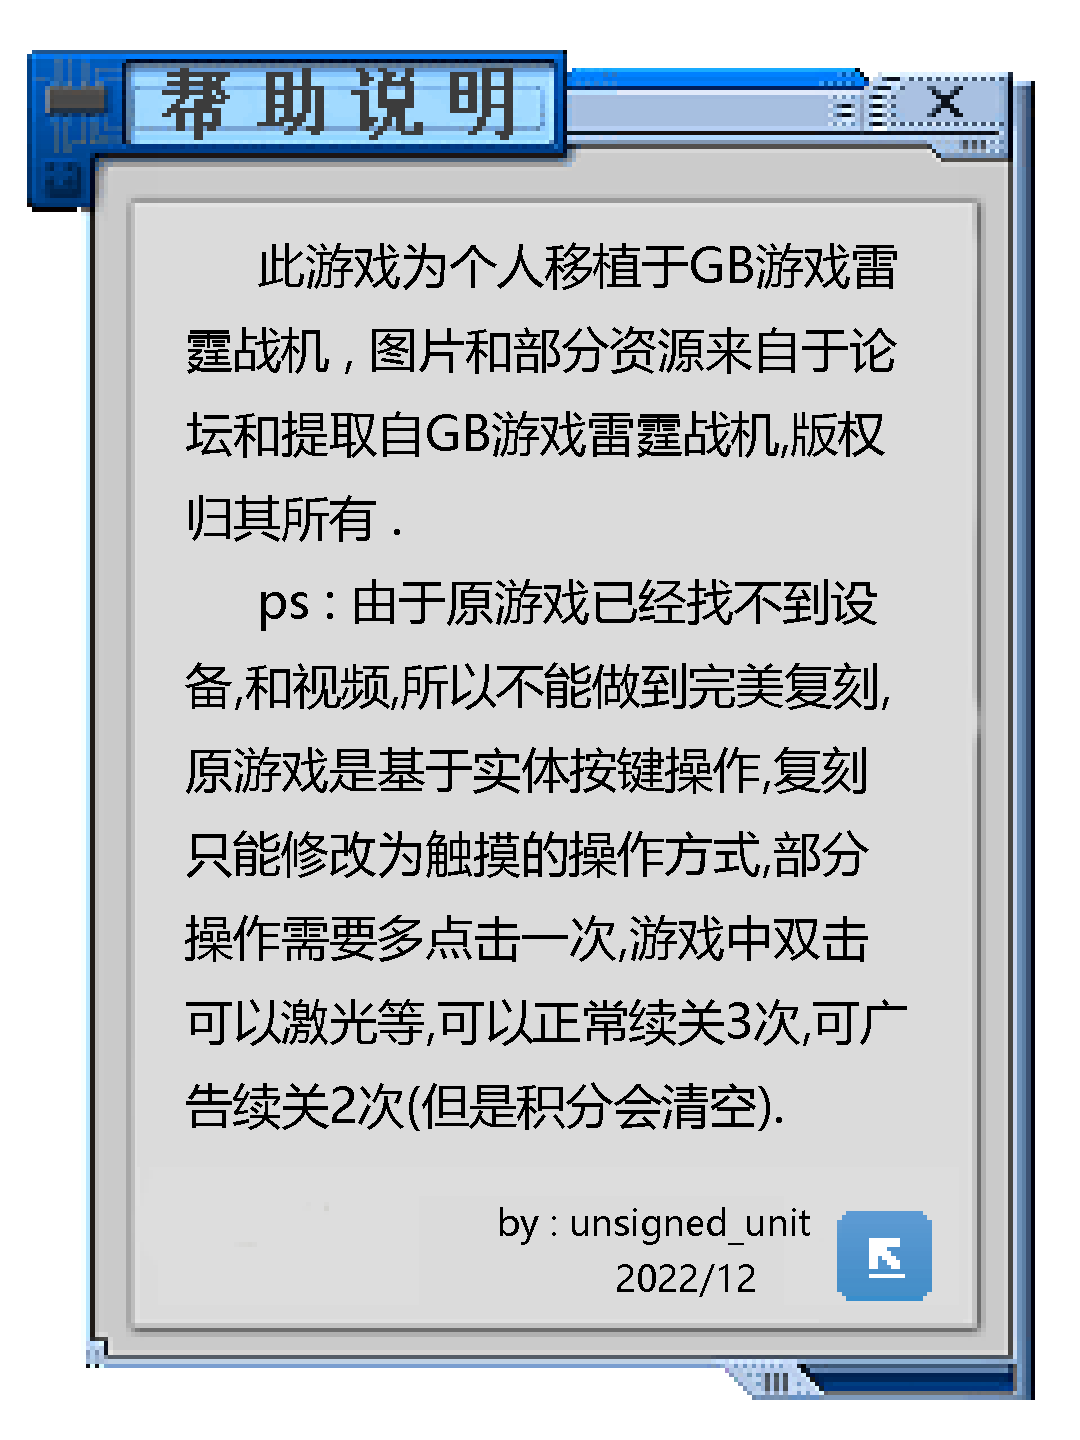 帮助说明
此游戏为个人移植于GB游戏雷
霆战机，图片和部分资源来自于论
坛和提取自GB游戏雷霆战机,版权
归其所有．
ps：由于原游戏已经找不到设
备,和视频,所以不能做到完美复刻,
原游戏是基于实体按键操作,复刻
只能修改为触摸的操作方式,部分
操作需要多点击一次,游戏中双击
可以激光等,可以正常续关3次,可广
告续关2次(但是积分会清空).
by : unsigned_unit
2022/12